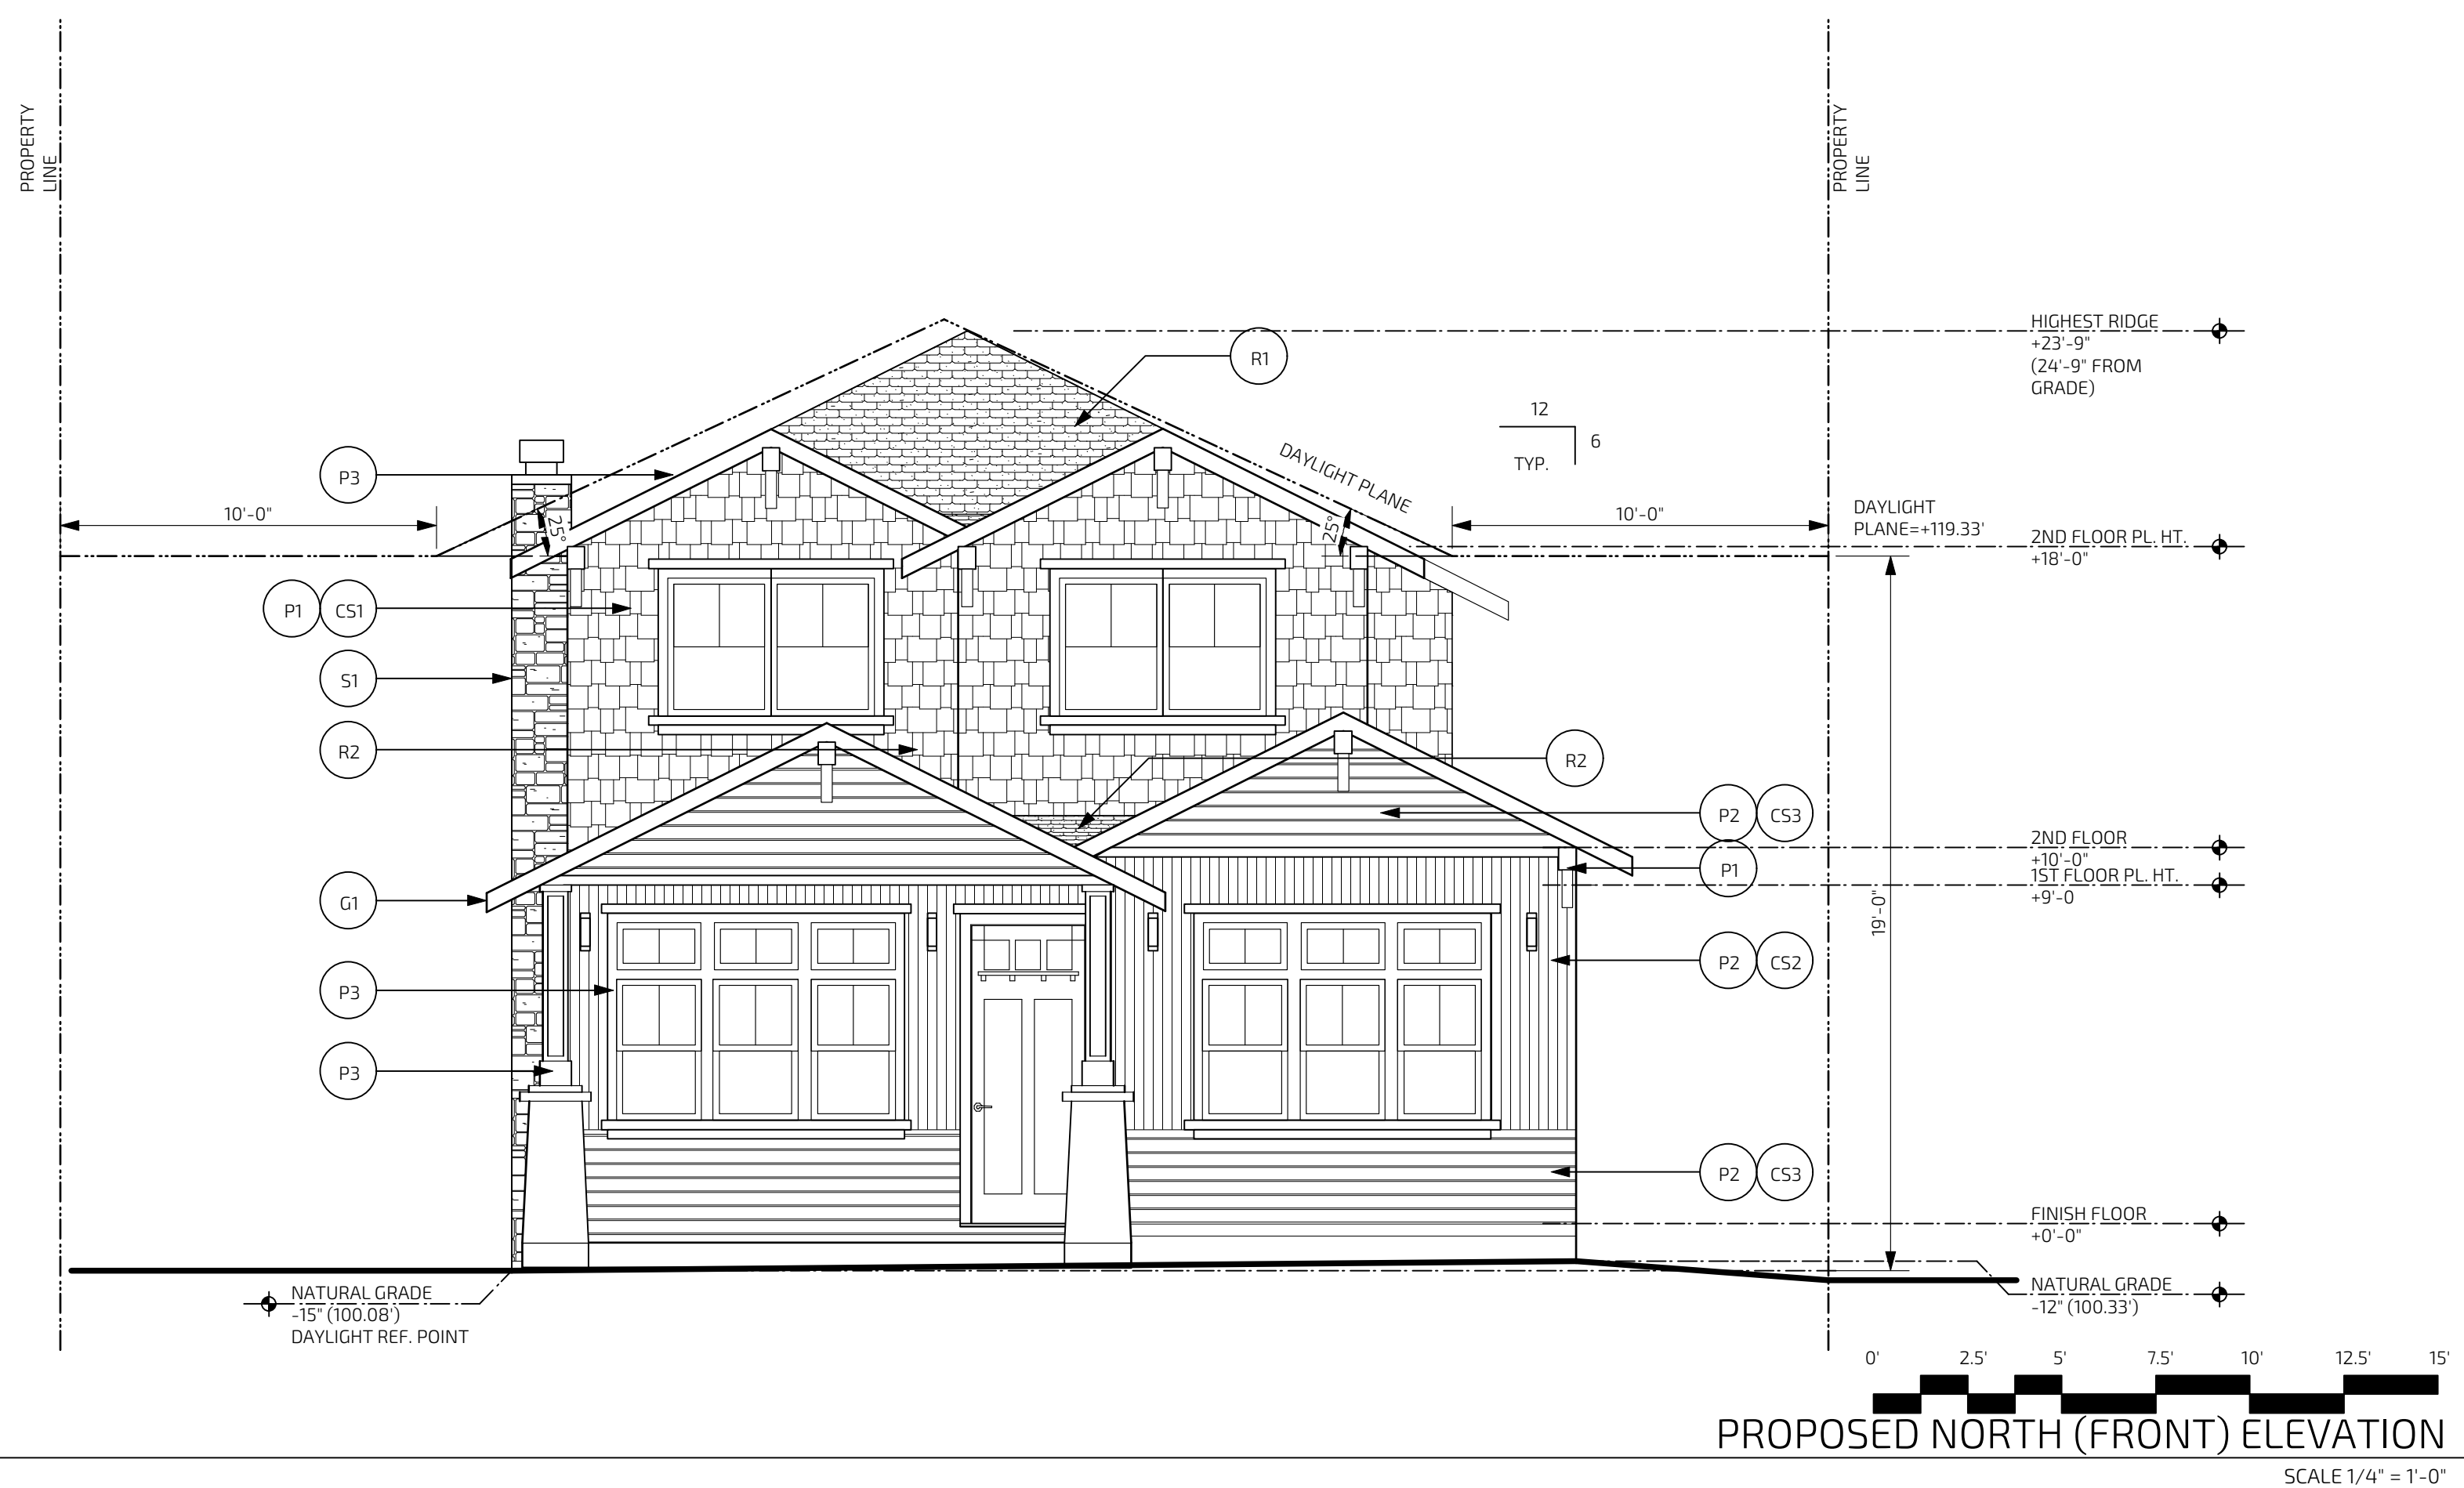 PROPERTY
LINE
PROPERTY
LINE
HIGHEST RIDGE
+23'-9"
(24'-9" FROM
GRADE)
R1
12
6
TYP.
DAYLIGHT PLANE
P3
10'-0"
25°
25°
10'-0"
DAYLIGHT
PLANE=+119.33'
2ND FLOOR PL. HT.
+18'-0"
P1 CS1
S1
R2
R2
P2 CS3
2ND FLOOR
+10'-0"
P1
1ST FLOOR PL. HT.
+9'-0
G1
19'-0"
P2 CS2
P3
P3
P2 CS3
FINISH FLOOR
+0'-0"
NATURAL GRADE
-15" (100.08')
DAYLIGHT REF. POINT
NATURAL GRADE
-12" (100.33')
0' 2.5' 5' 7.5' 10' 12.5' 15'
PROPOSED NORTH (FRONT) ELEVATION
SCALE 1/4" = 1'-0"